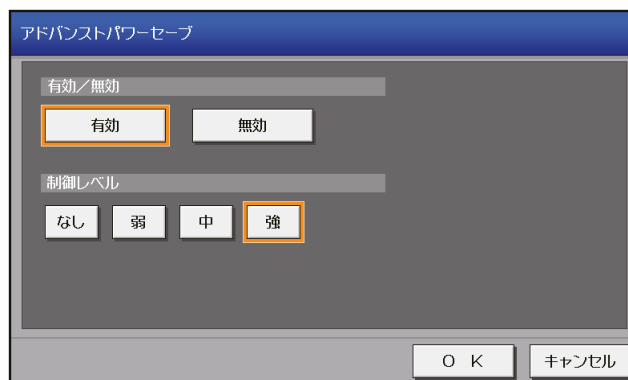 アドバンストパワーセーブ
有効／無効
有効 無効
制御レベル
なし 弱 中 強
ＯＫ キャンセル